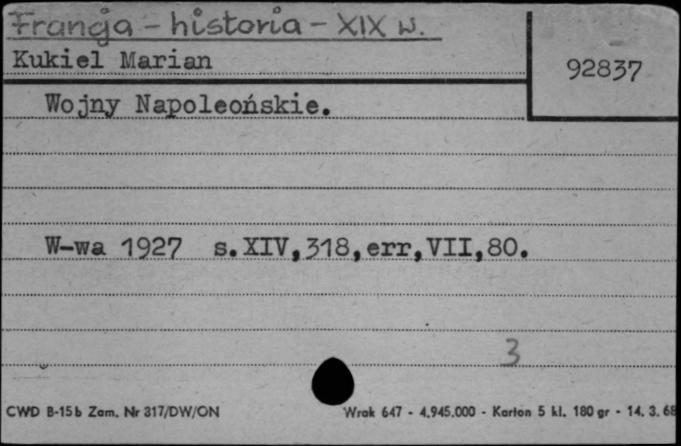 Francja - historia - XIX w.
Kukiel Marian
92837
Wojny Napoleońskie.
W-wa 1927 s.XIV,318,err,VII,80.
3
CWD B-15b Zam. Nr 317/DW/ON Wrak 647 - 4.945.000 - Karton 5 kl. 180 gr - 14. 3. 68